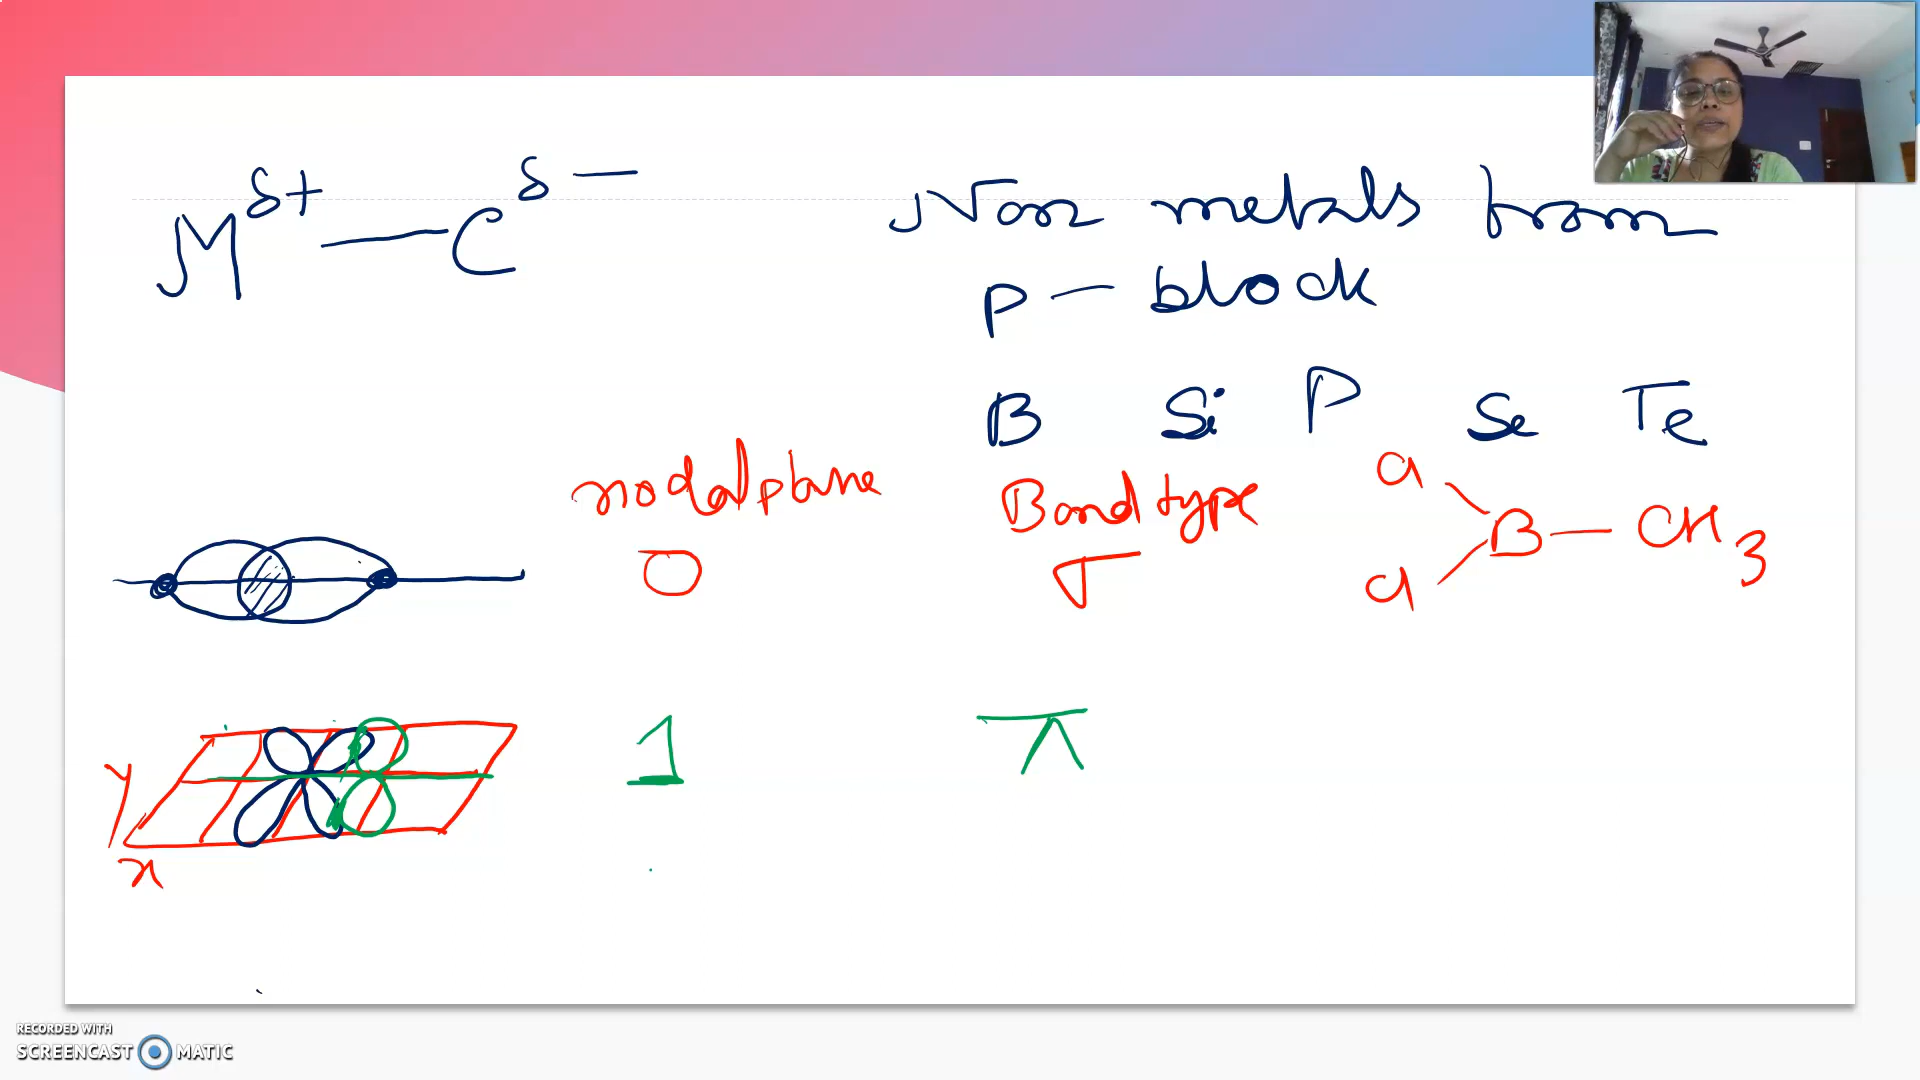 M^δ+ — C^δ−
Non metals from
p – block
B Si P Se Te
nodal plane Bond type
0 σ
Cl
B — CH3
Cl
1 π
Y
x
RECORDED WITH
SCREENCAST MATIC